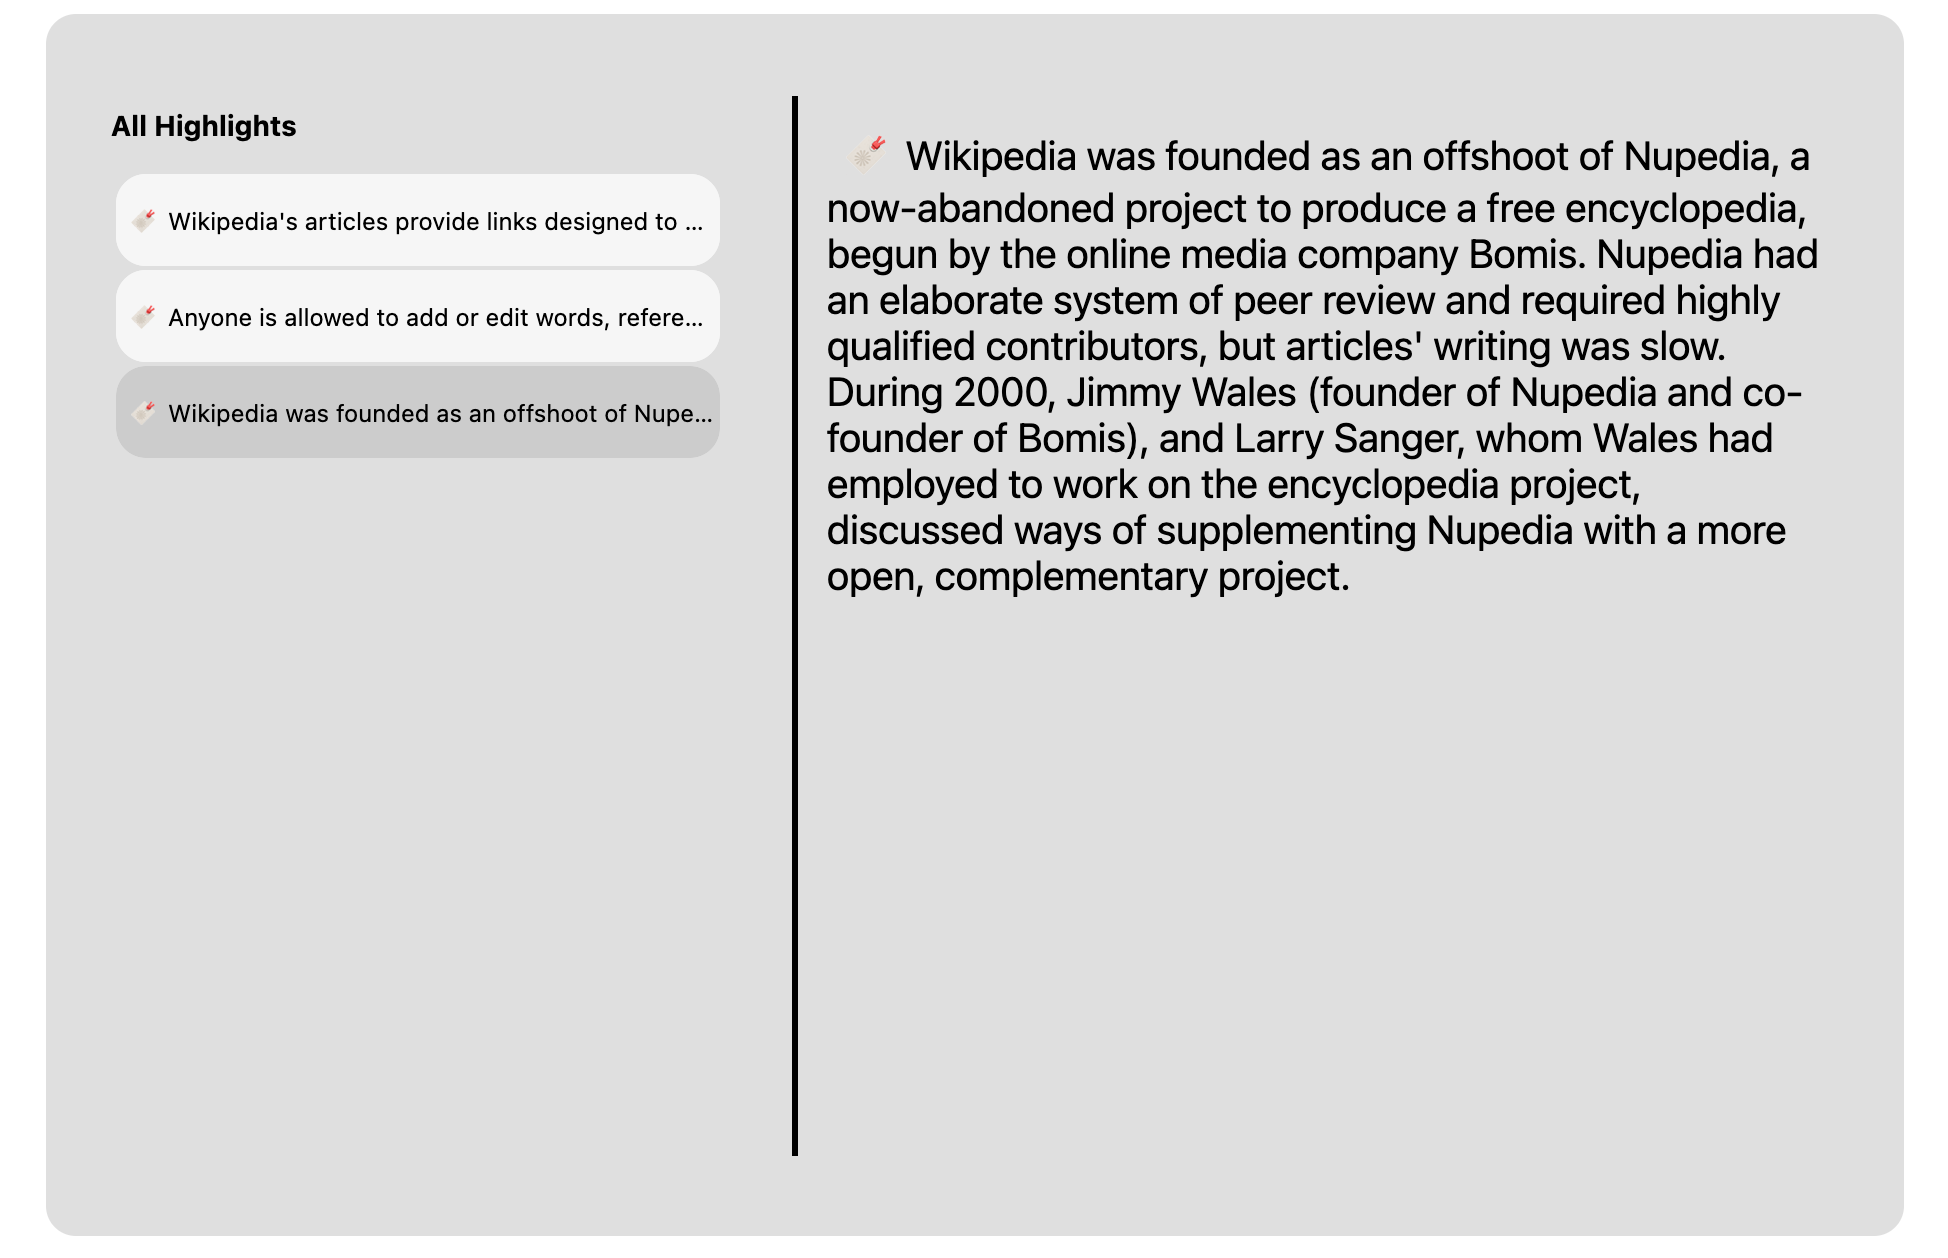 All Highlights
Wikipedia's articles provide links designed to ...
Anyone is allowed to add or edit words, refere...
Wikipedia was founded as an offshoot of Nupe...
Wikipedia was founded as an offshoot of Nupedia, a
now-abandoned project to produce a free encyclopedia,
begun by the online media company Bomis. Nupedia had
an elaborate system of peer review and required highly
qualified contributors, but articles' writing was slow.
During 2000, Jimmy Wales (founder of Nupedia and co-
founder of Bomis), and Larry Sanger, whom Wales had
employed to work on the encyclopedia project,
discussed ways of supplementing Nupedia with a more
open, complementary project.